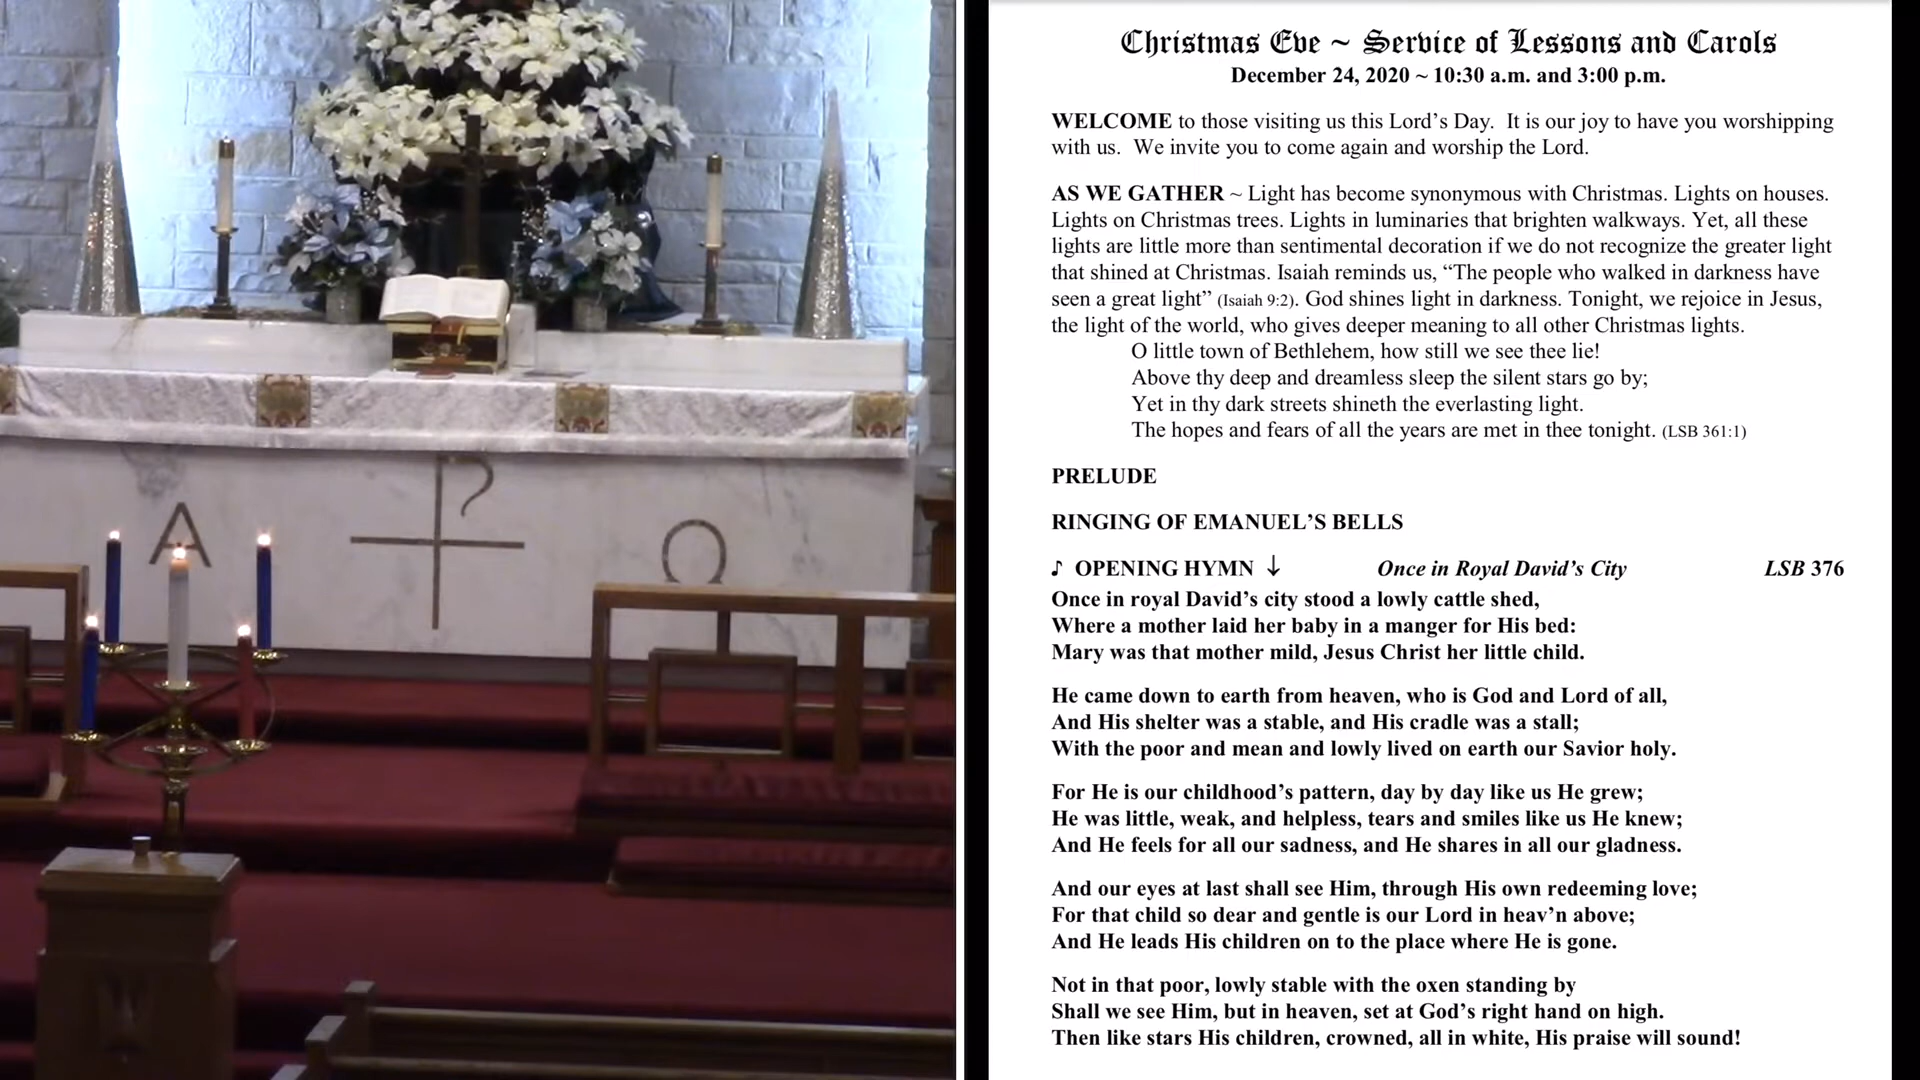 Christmas Eve ~ Service of Lessons and Carols
December 24, 2020 ~ 10:30 a.m. and 3:00 p.m.
WELCOME to those visiting us this Lord’s Day.  It is our joy to have you worshipping
with us.  We invite you to come again and worship the Lord.
AS WE GATHER ~ Light has become synonymous with Christmas. Lights on houses.
Lights on Christmas trees. Lights in luminaries that brighten walkways. Yet, all these
lights are little more than sentimental decoration if we do not recognize the greater light
that shined at Christmas. Isaiah reminds us, “The people who walked in darkness have
seen a great light” (Isaiah 9:2). God shines light in darkness. Tonight, we rejoice in Jesus,
the light of the world, who gives deeper meaning to all other Christmas lights.
O little town of Bethlehem, how still we see thee lie!
Above thy deep and dreamless sleep the silent stars go by;
Yet in thy dark streets shineth the everlasting light.
The hopes and fears of all the years are met in thee tonight. (LSB 361:1)
PRELUDE
RINGING OF EMANUEL’S BELLS
♪ OPENING HYMN ↓ Once in Royal David’s City LSB 376
Once in royal David’s city stood a lowly cattle shed,
Where a mother laid her baby in a manger for His bed:
Mary was that mother mild, Jesus Christ her little child.
He came down to earth from heaven, who is God and Lord of all,
And His shelter was a stable, and His cradle was a stall;
With the poor and mean and lowly lived on earth our Savior holy.
For He is our childhood’s pattern, day by day like us He grew;
He was little, weak, and helpless, tears and smiles like us He knew;
And He feels for all our sadness, and He shares in all our gladness.
And our eyes at last shall see Him, through His own redeeming love;
For that child so dear and gentle is our Lord in heav’n above;
And He leads His children on to the place where He is gone.
Not in that poor, lowly stable with the oxen standing by
Shall we see Him, but in heaven, set at God’s right hand on high.
Then like stars His children, crowned, all in white, His praise will sound!
Α Ω